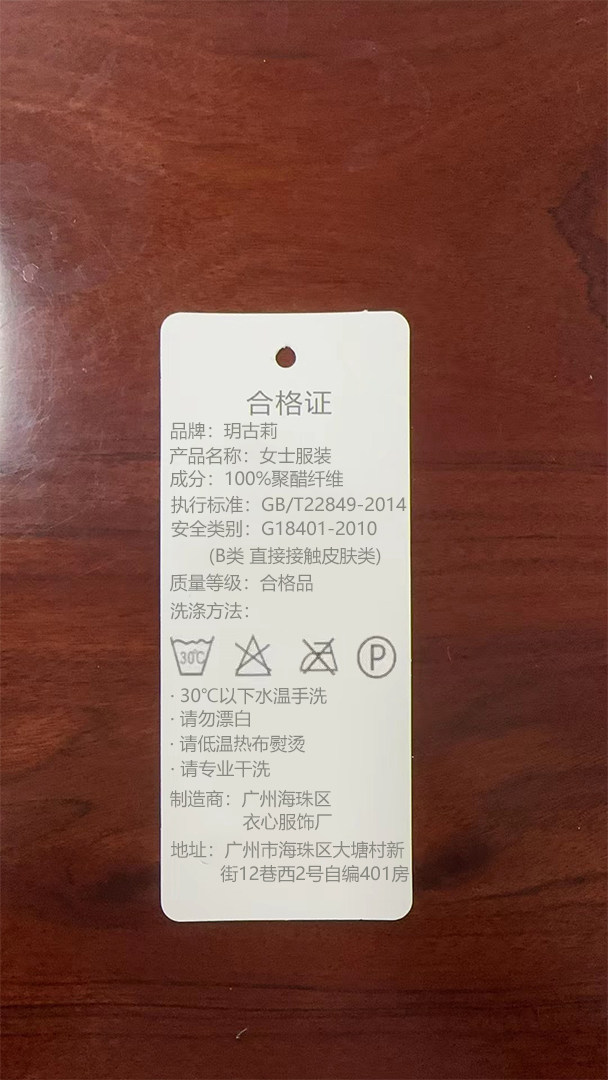 合格证
品牌：玥古莉
产品名称：女士服装
成分：100%聚醋纤维
执行标准：GB/T22849-2014
安全类别：G18401-2010
(B类 直接接触皮肤类)
质量等级：合格品
洗涤方法：
30℃ P
· 30℃以下水温手洗
· 请勿漂白
· 请低温热布熨烫
· 请专业干洗
制造商：广州海珠区
衣心服饰厂
地址：广州市海珠区大塘村新
街12巷西2号自编401房